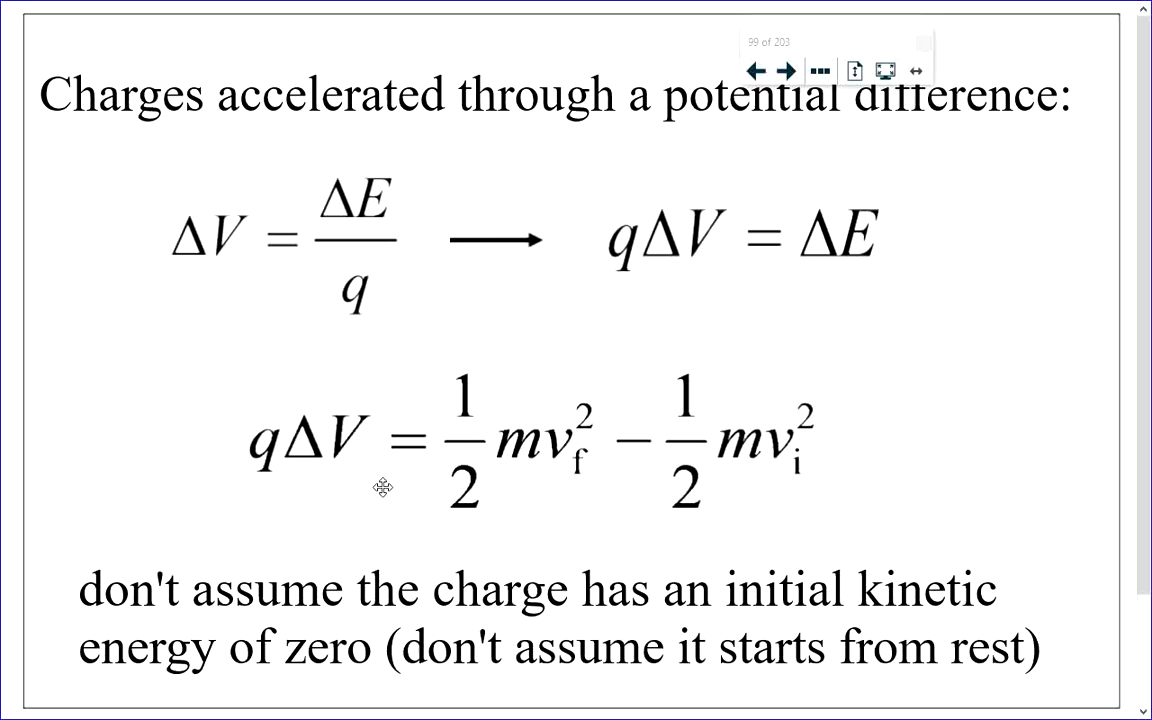 99 of 203
Charges accelerated through a potential difference:
ΔV = ΔE/q ⟶ qΔV = ΔE
qΔV = 1/2 mv_f^2 − 1/2 mv_i^2
don't assume the charge has an initial kinetic
energy of zero (don't assume it starts from rest)